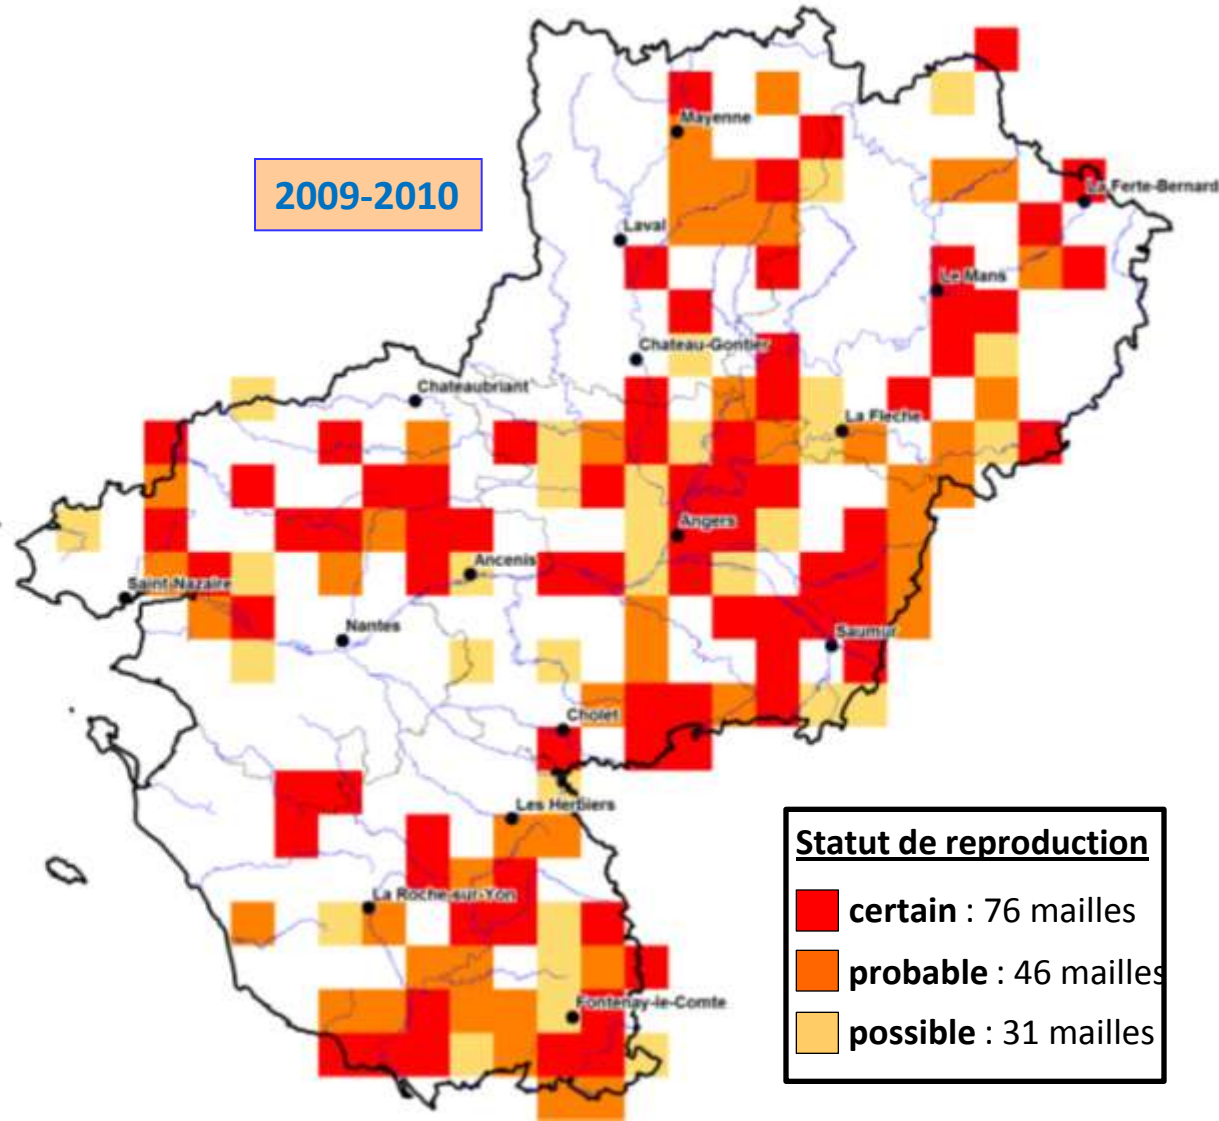 Mayenne
2009-2010
La Ferte-Bernard
Laval
Le Mans
Chateau-Gontier
Chateaubriant
La Fleche
Angers
Ancenis
Saint-Nazaire
Nantes
Saumur
Cholet
Les Herbiers
Statut de reproduction
certain : 76 mailles
La Roche-sur-Yon
probable : 46 mailles
Fontenay-le-Comte
possible : 31 mailles